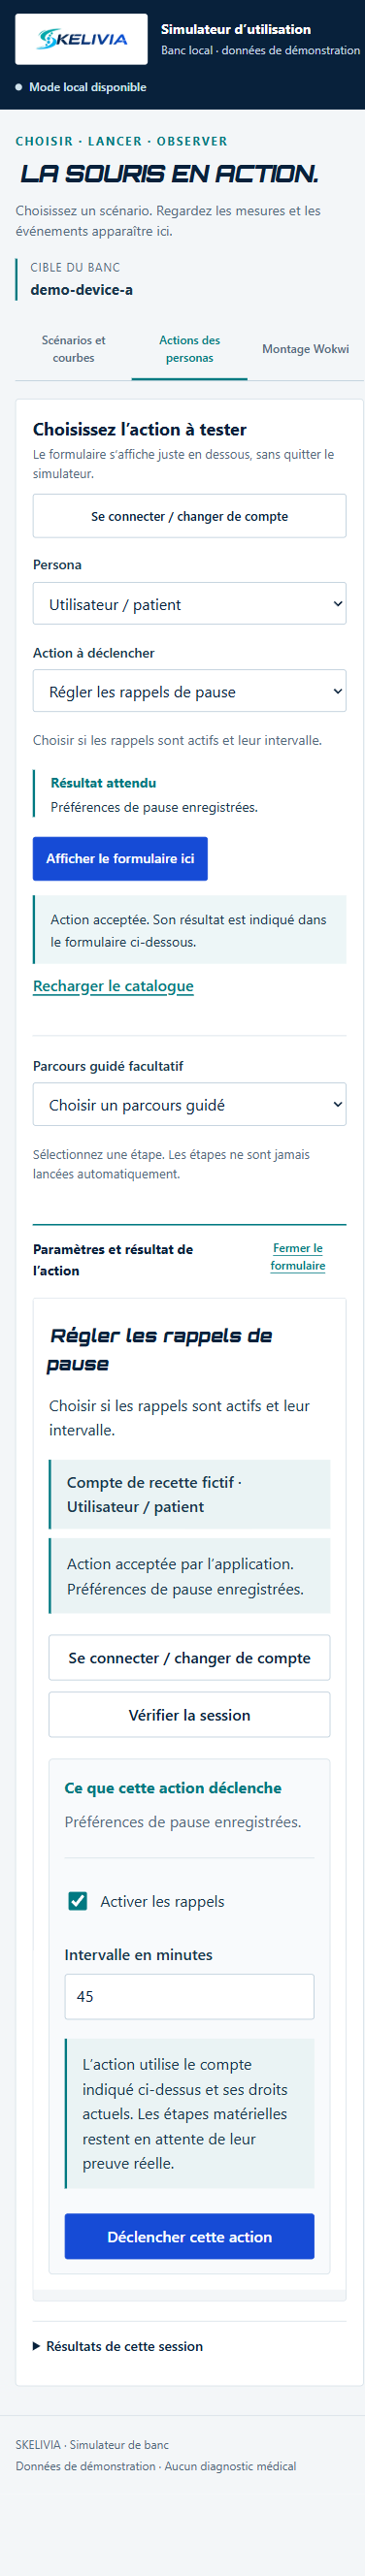 SKELIVIA
Simulateur d’utilisation
Banc local · données de démonstration
Mode local disponible
CHOISIR · LANCER · OBSERVER
LA SOURIS EN ACTION.
Choisissez un scénario. Regardez les mesures et les
événements apparaître ici.
CIBLE DU BANC
demo-device-a
Scénarios et
courbes
Actions des
personas
Montage Wokwi
Choisissez l’action à tester
Le formulaire s’affiche juste en dessous, sans quitter le
simulateur.
Se connecter / changer de compte
Persona
Utilisateur / patient
Action à déclencher
Régler les rappels de pause
Choisir si les rappels sont actifs et leur intervalle.
Résultat attendu
Préférences de pause enregistrées.
Afficher le formulaire ici
Action acceptée. Son résultat est indiqué dans
le formulaire ci-dessous.
Recharger le catalogue
Parcours guidé facultatif
Choisir un parcours guidé
Sélectionnez une étape. Les étapes ne sont jamais
lancées automatiquement.
Paramètres et résultat de
l’action
Fermer le
formulaire
Régler les rappels de
pause
Choisir si les rappels sont actifs et leur
intervalle.
Compte de recette fictif ·
Utilisateur / patient
Action acceptée par l’application.
Préférences de pause enregistrées.
Se connecter / changer de compte
Vérifier la session
Ce que cette action déclenche
Préférences de pause enregistrées.
Activer les rappels
Intervalle en minutes
45
L’action utilise le compte
indiqué ci-dessus et ses droits
actuels. Les étapes matérielles
restent en attente de leur
preuve réelle.
Déclencher cette action
Résultats de cette session
SKELIVIA · Simulateur de banc
Données de démonstration · Aucun diagnostic médical